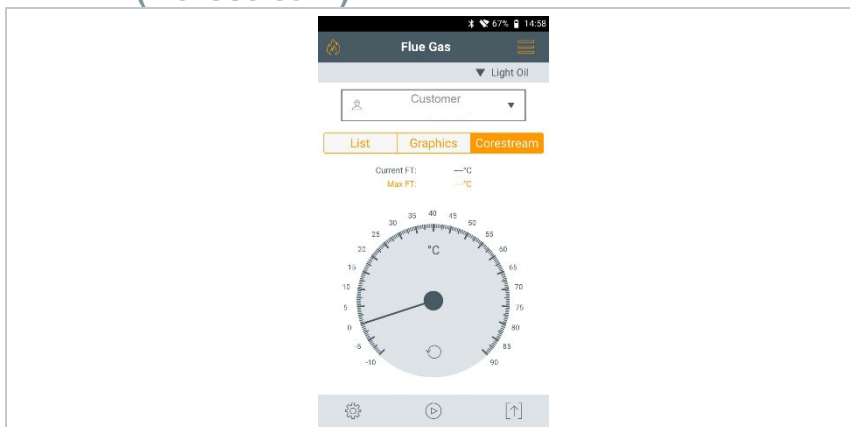 67% 14:58
Flue Gas
Light Oil
Customer
List Graphics Corestream
Current FT: ---°C
Max FT: ---°C
40
35 45
30 50
25 55
°C
20 60
15 65
10 70
5 75
0 80
-5 85
-10 90